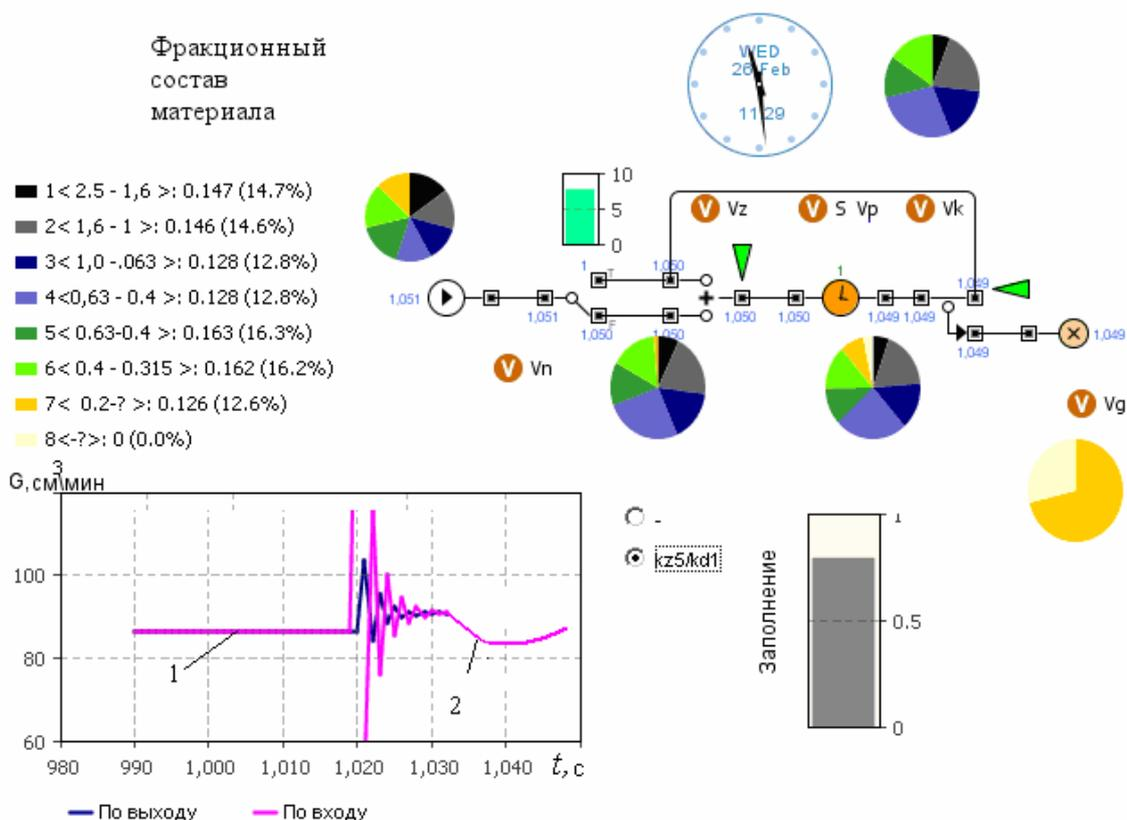 Фракционный
состав
материала
WED
26 Feb
11:29
1< 2.5 - 1,6 >: 0.147 (14.7%)
2< 1,6 - 1 >: 0.146 (14.6%)
3< 1,0 -.063 >: 0.128 (12.8%)
4<0,63 - 0.4 >: 0.128 (12.8%)
5< 0.63-0.4 >: 0.163 (16.3%)
6< 0.4 - 0.315 >: 0.162 (16.2%)
7< 0.2-? >: 0.126 (12.6%)
8<-?>: 0 (0.0%)
10
5
0
V Vz
V S Vp
V Vk
1
T
1,050
1,051
1,051
F
1,050
1,050
1,050
1,050
1
1,049
1,049
1,049
1,049
1,049
V Vn
V Vg
G,см3\мин
100
80
60
980
990
1,000
1,010
1,020
1,030
1,040
t,с
1
2
По выходу
По входу
-
kz5/kd1
Заполнение
1
0.5
0